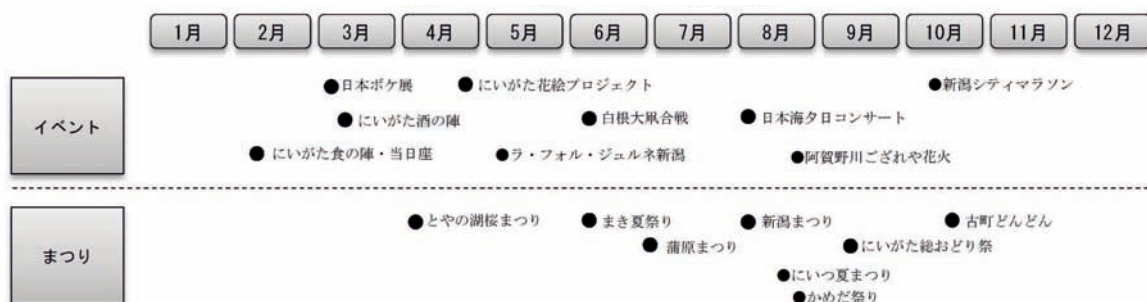 1月 2月 3月 4月 5月 6月 7月 8月 9月 10月 11月 12月
イベント
●日本ボケ展 ●にいがた花絵プロジェクト ●新潟シティマラソン
●にいがた酒の陣 ●白根大凧合戦 ●日本海夕日コンサート
●にいがた食の陣・当日座 ●ラ・フォル・ジュルネ新潟 ●阿賀野川ござれや花火
まつり
●とやの湖桜まつり ●まき夏祭り ●新潟まつり ●古町どんどん
●蒲原まつり ●にいがた総おどり祭
●にいつ夏まつり
●かめだ祭り